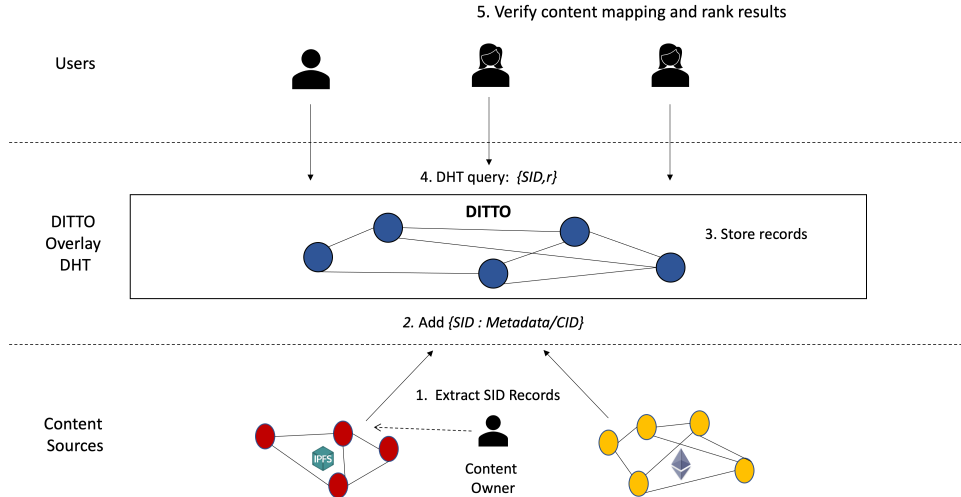 5. Verify content mapping and rank results
Users
4. DHT query: {SID,r}
DITTO
DITTO
Overlay
DHT
3. Store records
2. Add {SID : Metadata/CID}
1. Extract SID Records
Content
Sources
IPFS
Content
Owner